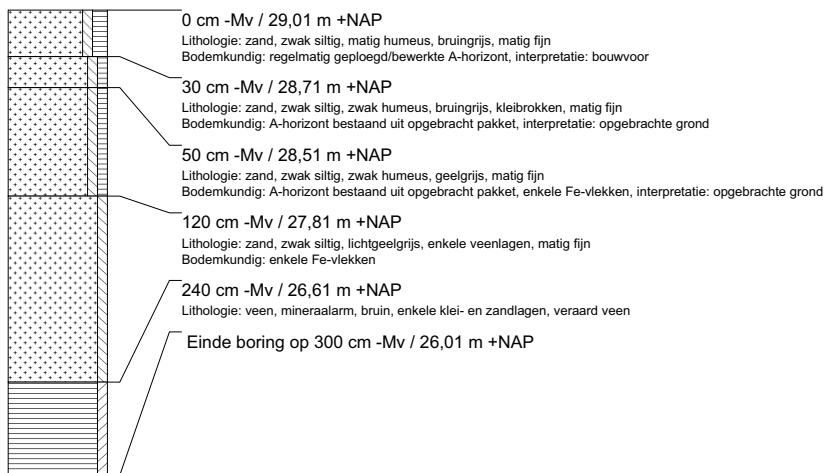 0 cm -Mv / 29,01 m +NAP
Lithologie: zand, zwak siltig, matig humeus, bruingrijs, matig fijn
Bodemkundig: regelmatig geploegd/bewerkte A-horizont, interpretatie: bouwvoor
30 cm -Mv / 28,71 m +NAP
Lithologie: zand, zwak siltig, zwak humeus, bruingrijs, kleibrokken, matig fijn
Bodemkundig: A-horizont bestaand uit opgebracht pakket, interpretatie: opgebrachte grond
50 cm -Mv / 28,51 m +NAP
Lithologie: zand, zwak siltig, zwak humeus, geelgrijs, matig fijn
Bodemkundig: A-horizont bestaand uit opgebracht pakket, enkele Fe-vlekken, interpretatie: opgebrachte grond
120 cm -Mv / 27,81 m +NAP
Lithologie: zand, zwak siltig, lichtgeelgrijs, enkele veenlagen, matig fijn
Bodemkundig: enkele Fe-vlekken
240 cm -Mv / 26,61 m +NAP
Lithologie: veen, mineraalarm, bruin, enkele klei- en zandlagen, veraard veen
Einde boring op 300 cm -Mv / 26,01 m +NAP